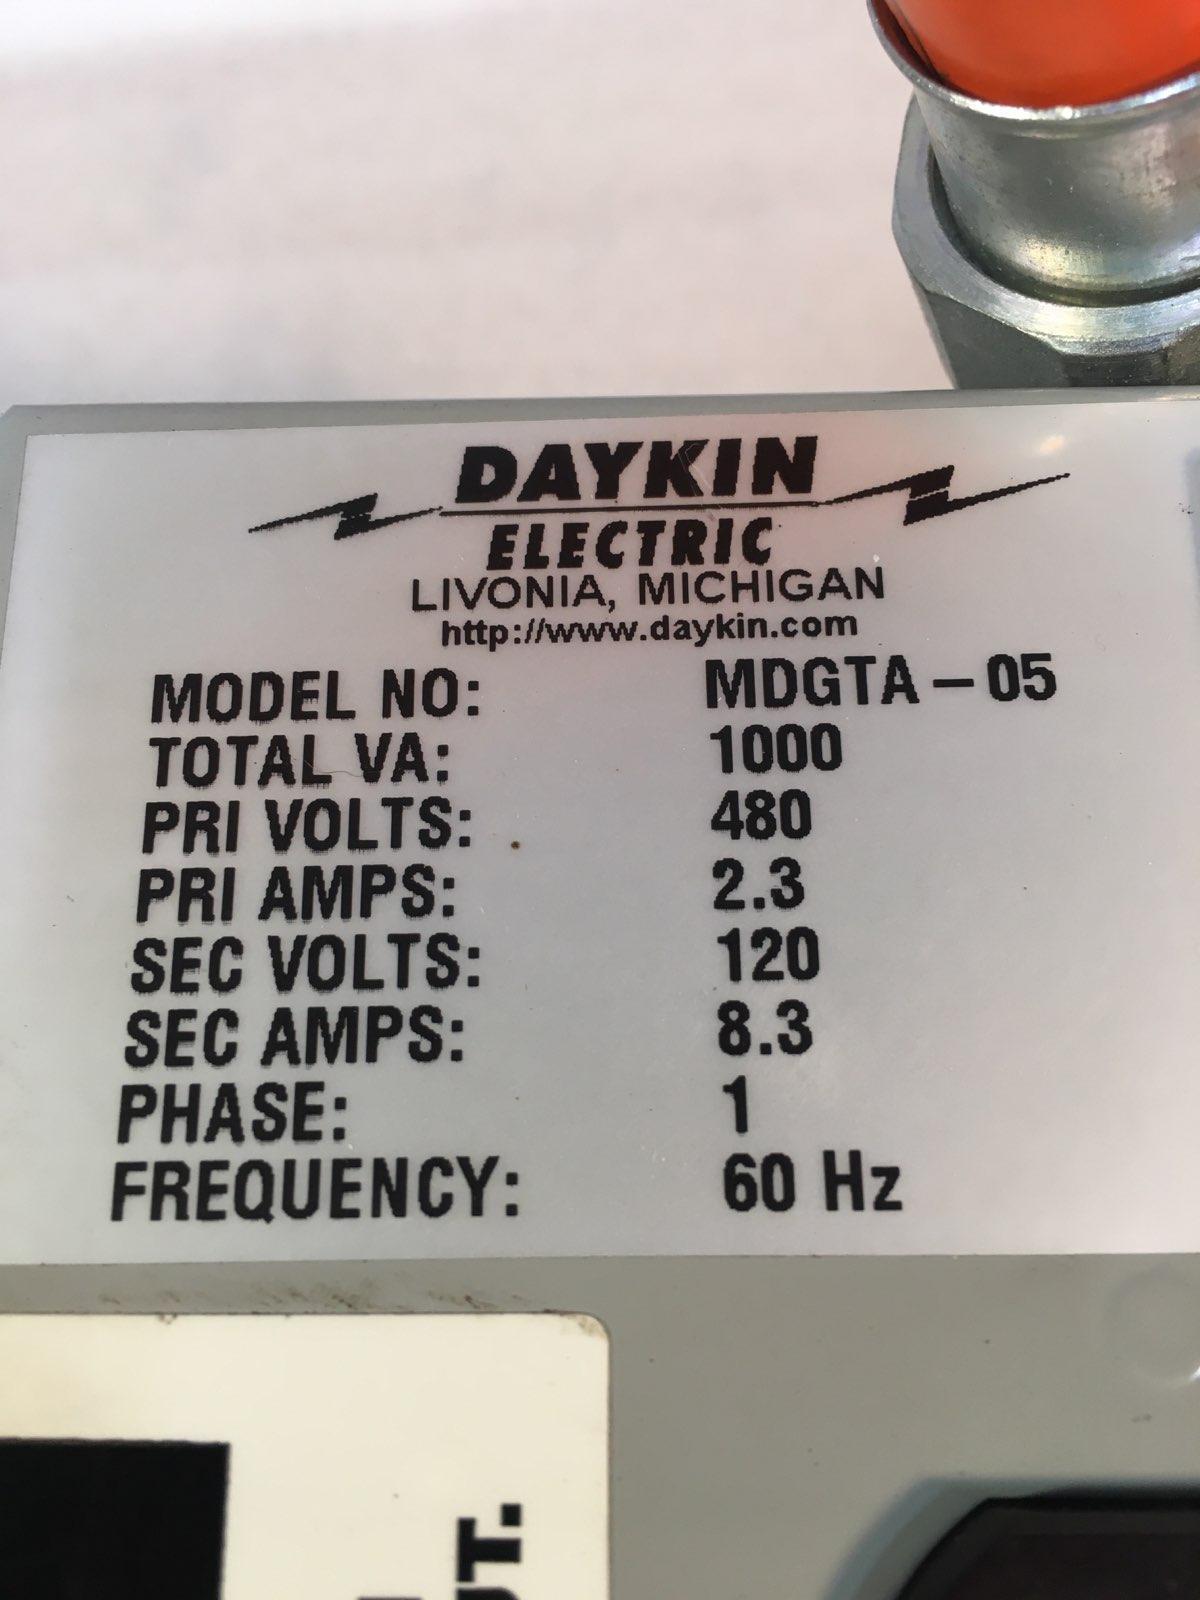 DAYKIN
ELECTRIC
LIVONIA, MICHIGAN
http://www.daykin.com
MODEL NO: MDGTA – 05
TOTAL VA: 1000
PRI VOLTS: 480
PRI AMPS: 2.3
SEC VOLTS: 120
SEC AMPS: 8.3
PHASE: 1
FREQUENCY: 60 Hz